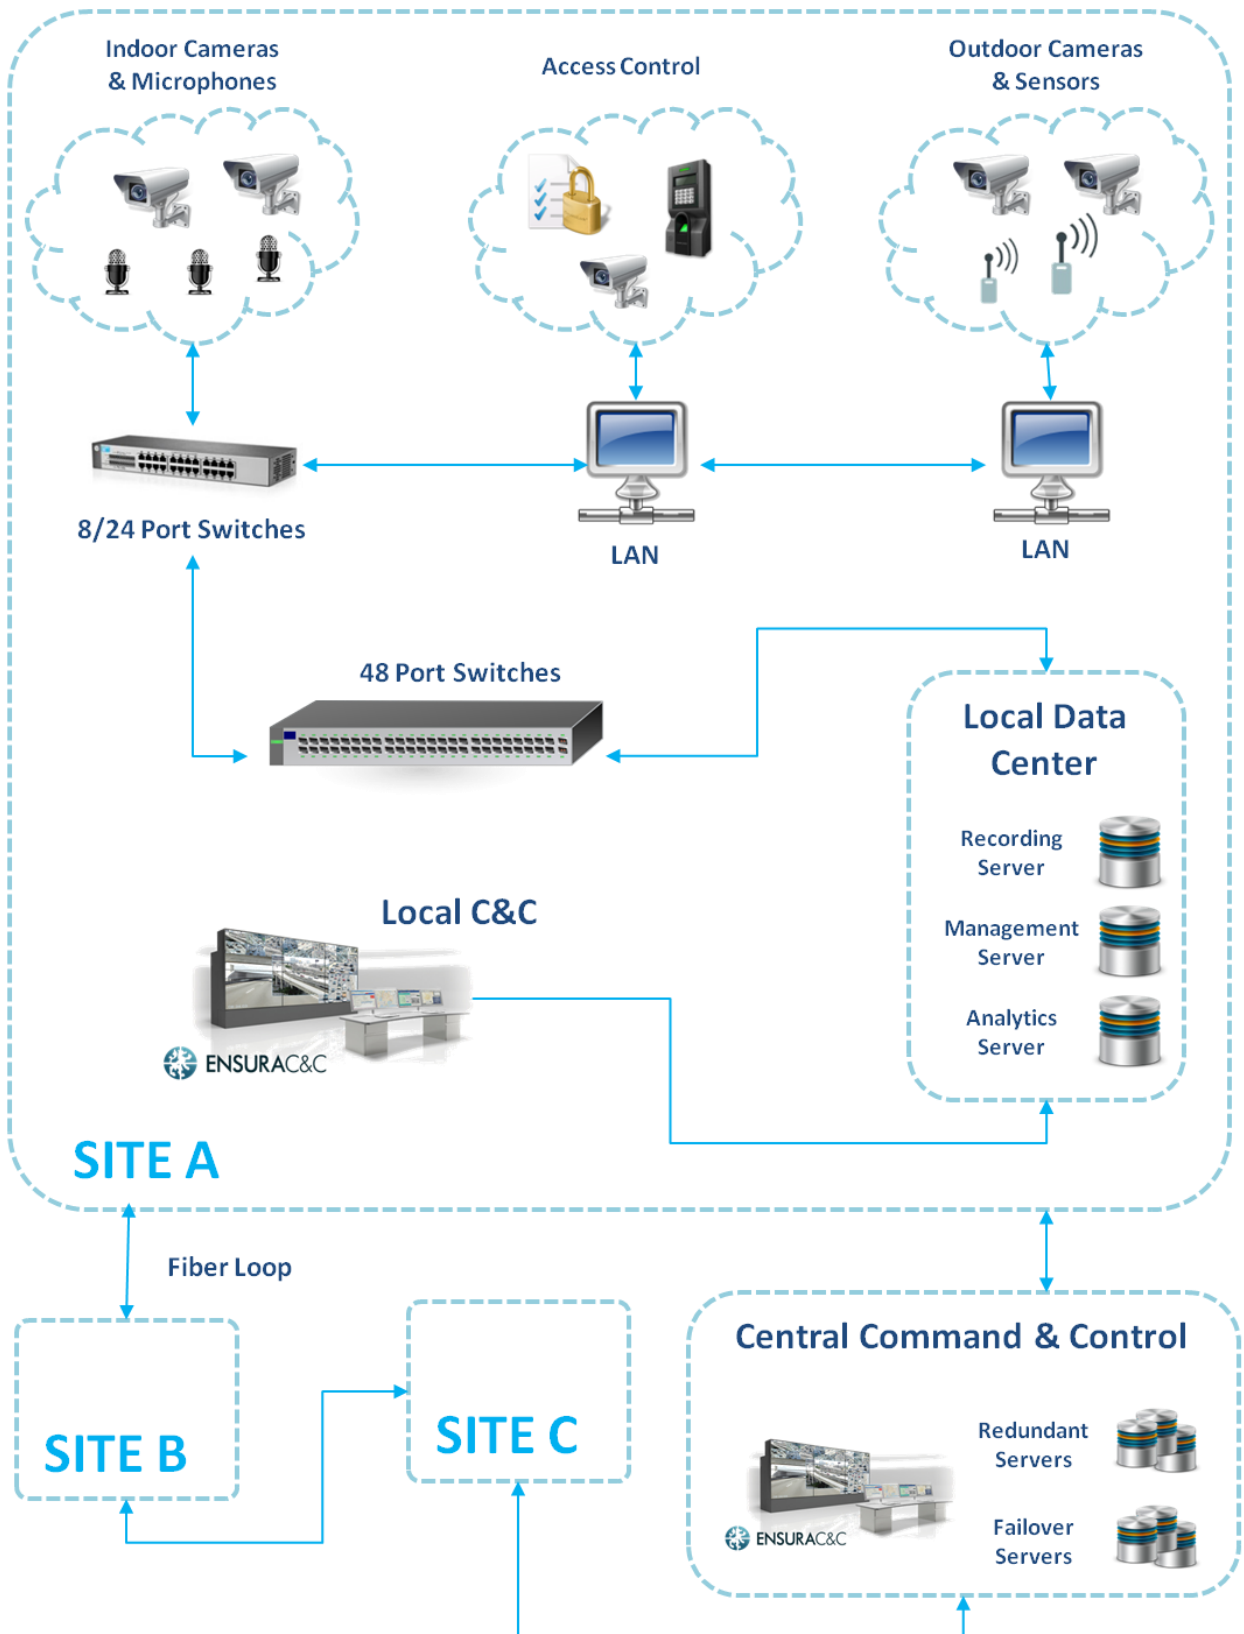 Indoor Cameras
& Microphones
Access Control
Outdoor Cameras
& Sensors
8/24 Port Switches
LAN
LAN
48 Port Switches
Local Data
Center
Recording
Server
Management
Server
Analytics
Server
Local C&C
ENSURAC&C
SITE A
Fiber Loop
SITE B
SITE C
Central Command & Control
Redundant
Servers
Failover
Servers
ENSURAC&C